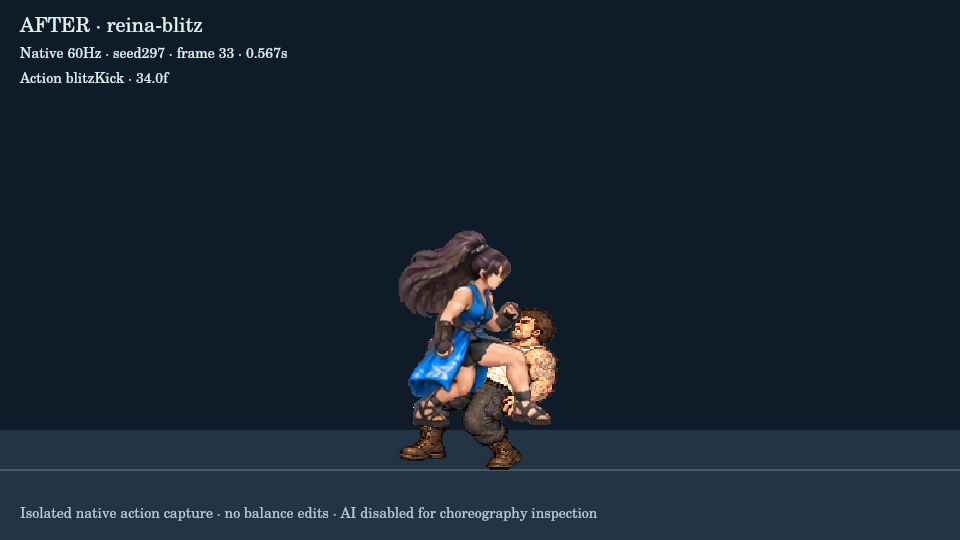 AFTER · reina-blitz
Native 60Hz · seed297 · frame 33 · 0.567s
Action blitzKick · 34.0f
Isolated native action capture · no balance edits · AI disabled for choreography inspection